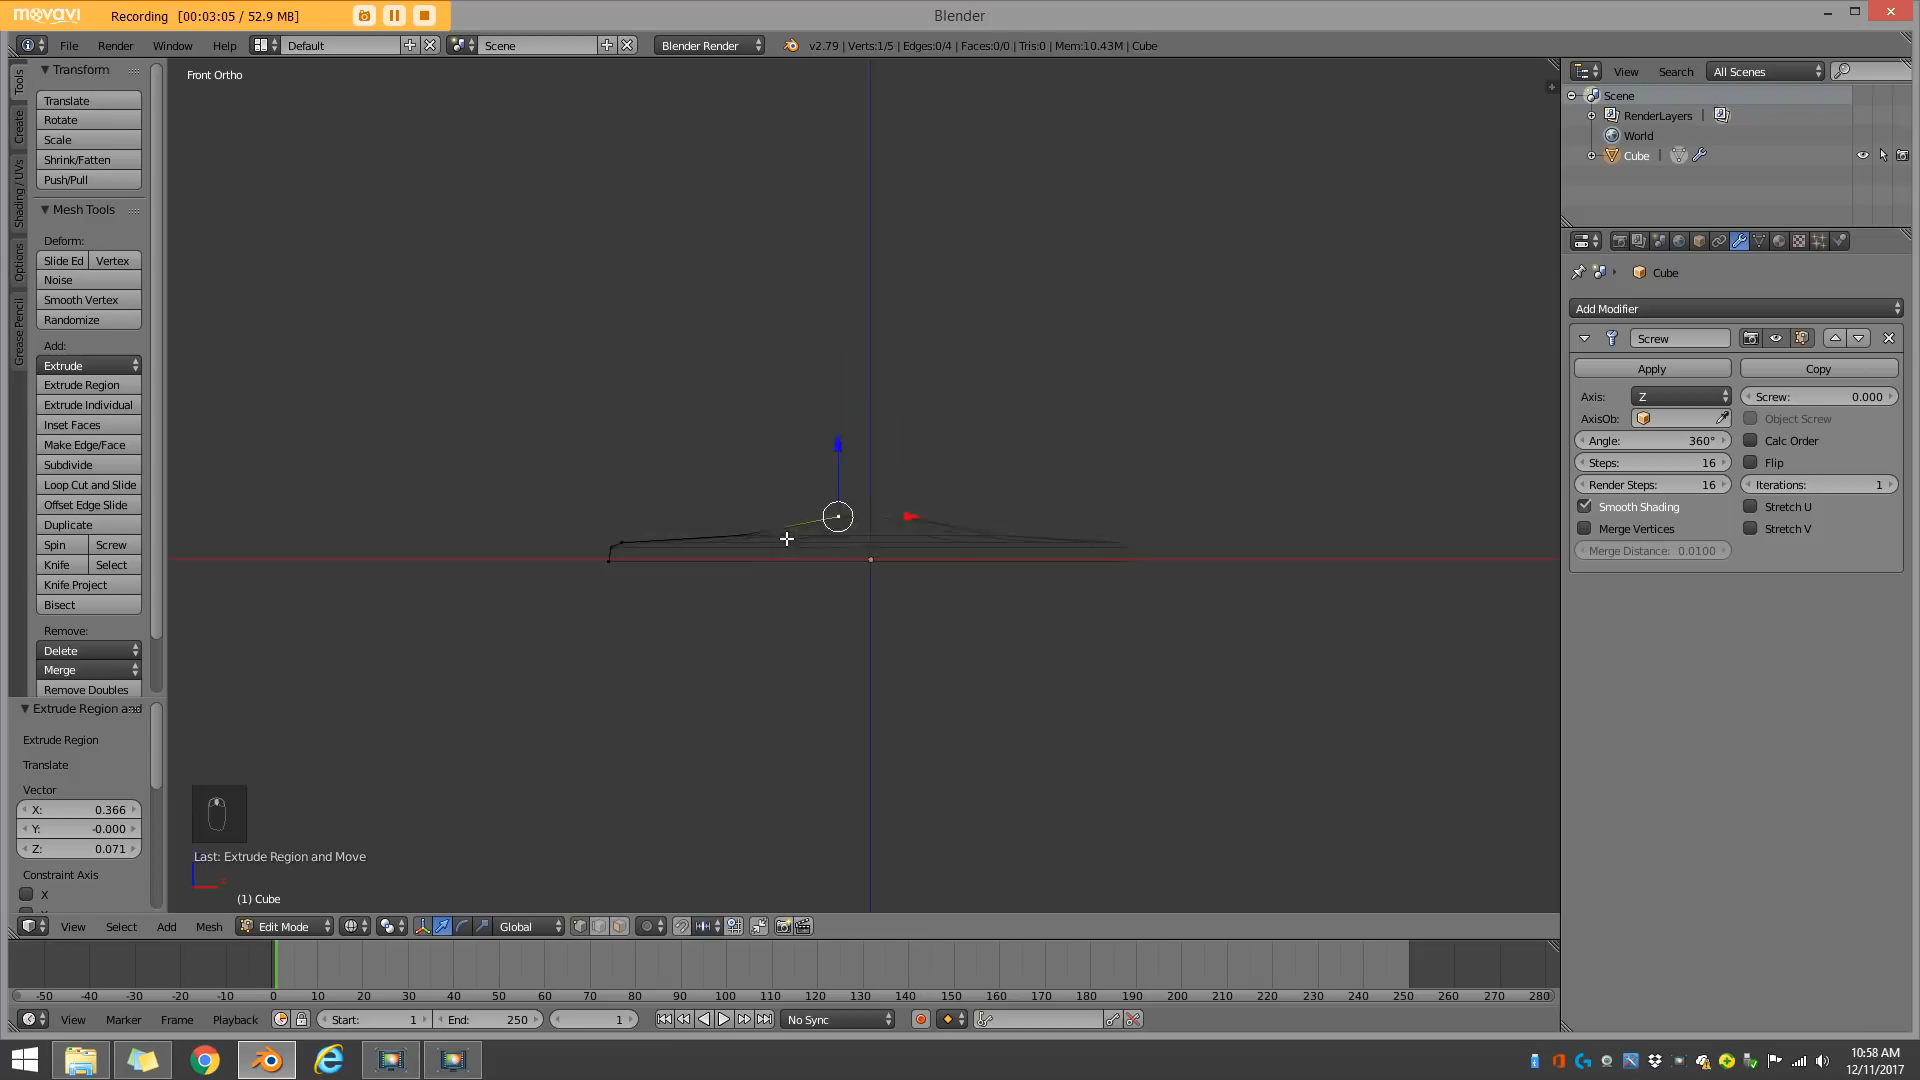 movavi Recording [00:03:05 / 52.9 MB] Blender
File Render Window Help Default Scene Blender Render v2.79 | Verts:1/5 | Edges:0/4 | Faces:0/0 | Tris:0 | Mem:10.43M | Cube
Tools
Create
Shading / UVs
Options
Grease Pencil
Transform
Translate
Rotate
Scale
Shrink/Fatten
Push/Pull
Mesh Tools
Deform:
Slide Ed Vertex
Noise
Smooth Vertex
Randomize
Add:
Extrude
Extrude Region
Extrude Individual
Inset Faces
Make Edge/Face
Subdivide
Loop Cut and Slide
Offset Edge Slide
Duplicate
Spin Screw
Knife Select
Knife Project
Bisect
Remove:
Delete
Merge
Remove Doubles
Extrude Region and
Extrude Region
Translate
Vector
X: 0.366
Y: -0.000
Z: 0.071
Constraint Axis
X
Front Ortho
Last: Extrude Region and Move
(1) Cube
View Select Add Mesh Edit Mode Global
View Search All Scenes
Scene
RenderLayers
World
Cube
Cube
Add Modifier
Screw
Apply Copy
Axis: Z Screw: 0.000
AxisOb: Object Screw
Angle: 360° Calc Order
Steps: 16 Flip
Render Steps: 16 Iterations: 1
Smooth Shading Stretch U
Merge Vertices Stretch V
Merge Distance: 0.0100
-50 -40 -30 -20 -10 0 10 20 30 40 50 60 70 80 90 100 110 120 130 140 150 160 170 180 190 200 210 220 230 240 250 260 270 280
View Marker Frame Playback Start: 1 End: 250 1 No Sync
10:58 AM
12/11/2017